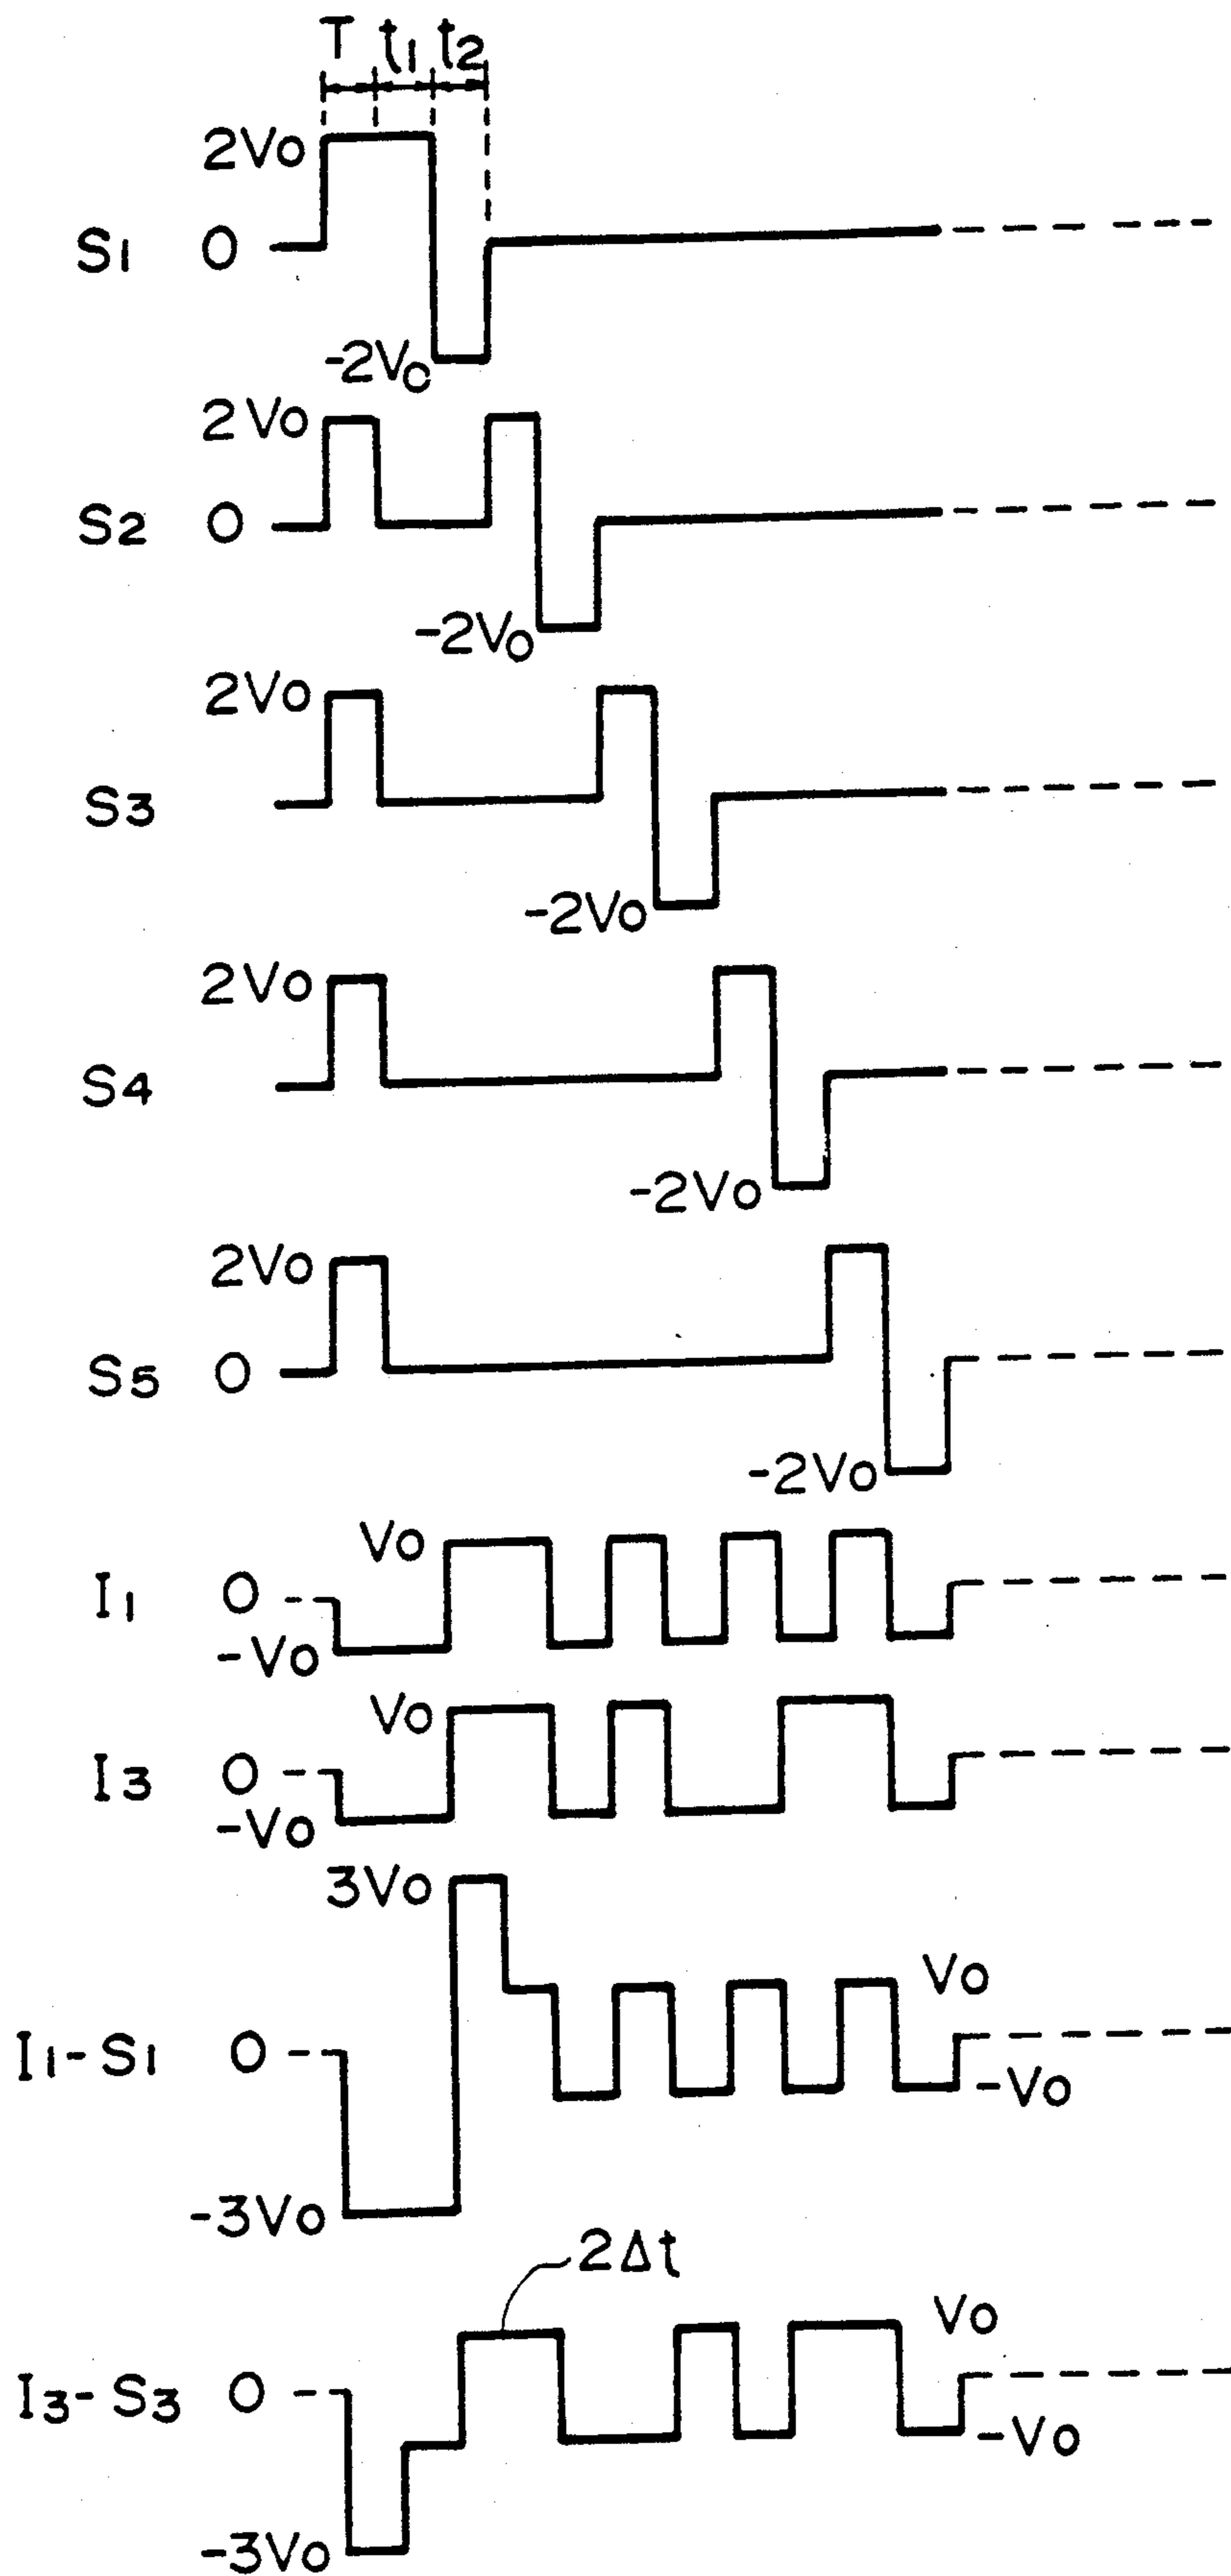 T t1 t2
2Vo
S1 0
-2Vo
2Vo
S2 0
-2Vo
2Vo
S3
-2Vo
2Vo
S4
-2Vo
2Vo
S5 0
-2Vo
Vo
I1 0
-Vo
Vo
I3 0
-Vo
3Vo
Vo
I1-S1 0
-Vo
-3Vo
2Δt
Vo
I3-S3 0
-Vo
-3Vo